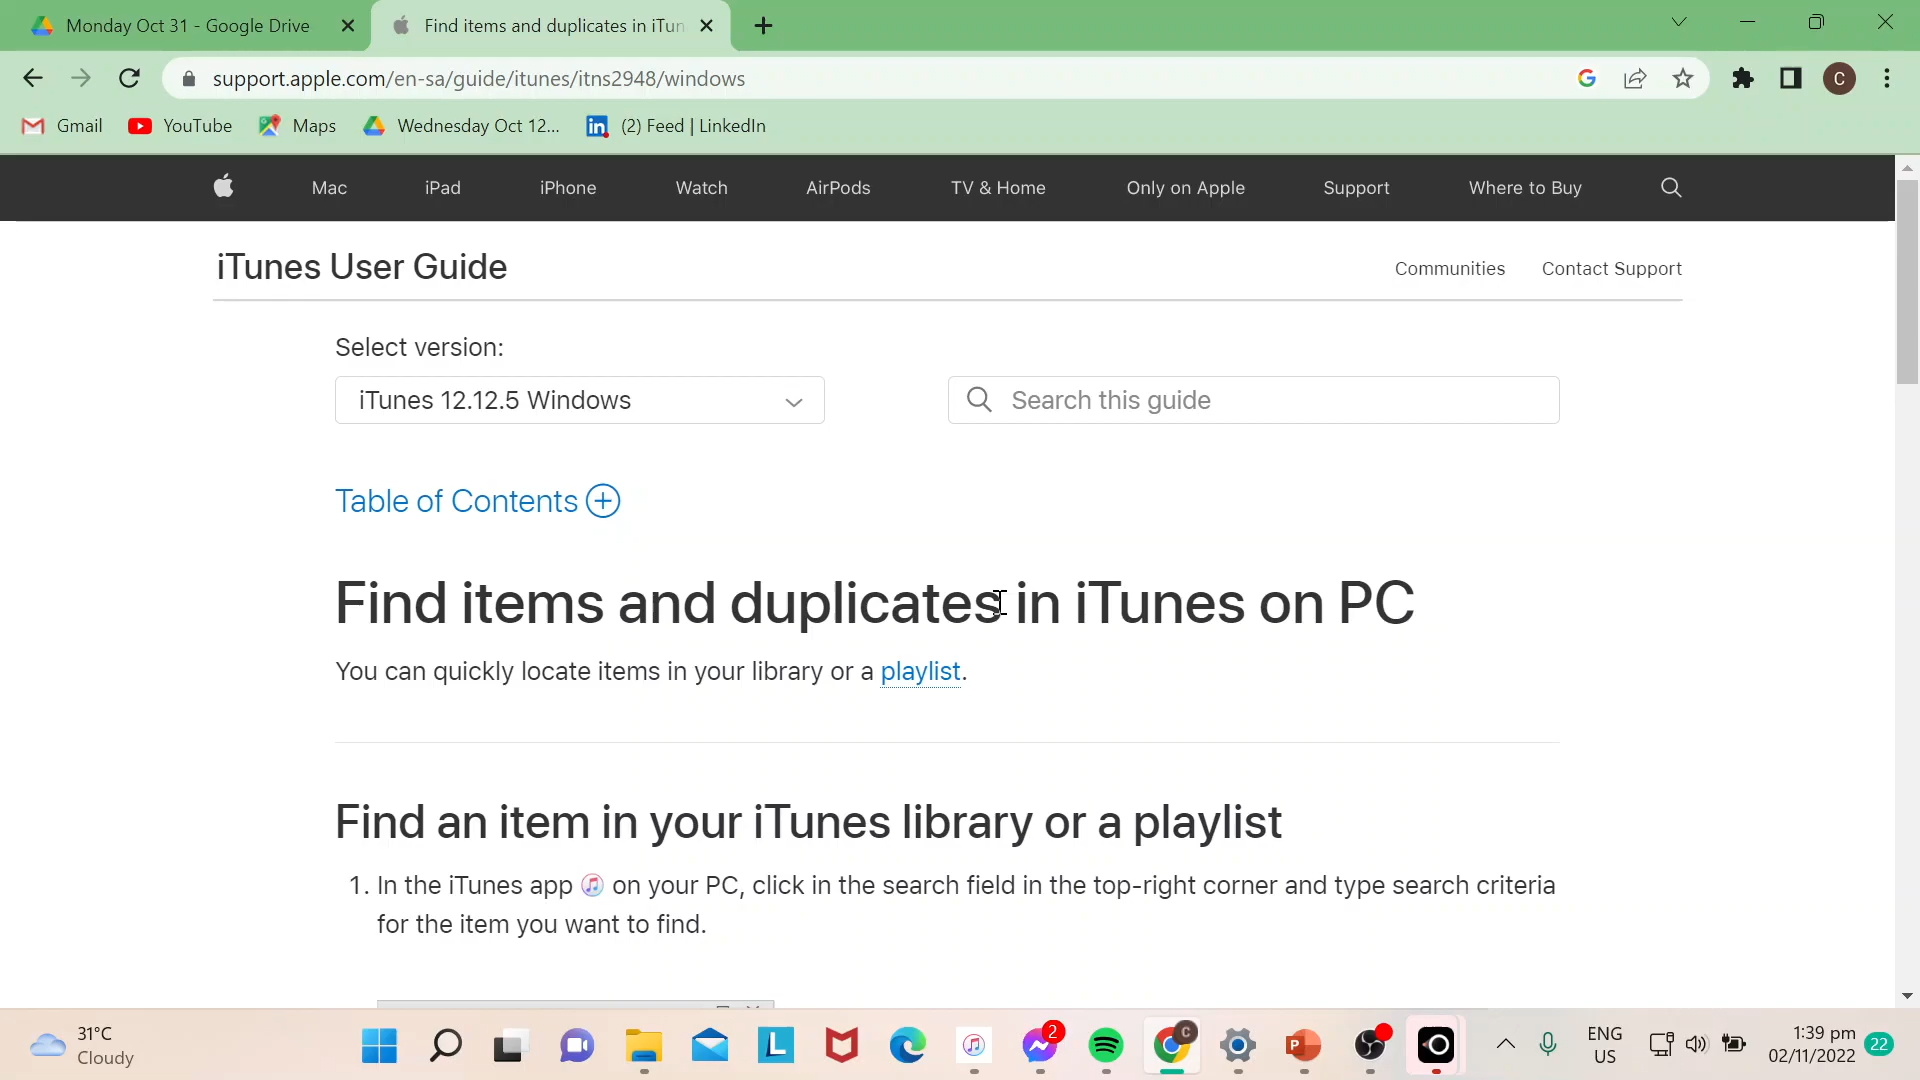 Monday Oct 31 - Google Drive
Find items and duplicates in iTun
support.apple.com/en-sa/guide/itunes/itns2948/windows
C
Gmail
YouTube
Maps
Wednesday Oct 12...
(2) Feed | LinkedIn
Mac
iPad
iPhone
Watch
AirPods
TV & Home
Only on Apple
Support
Where to Buy
iTunes User Guide
Communities
Contact Support
Select version:
iTunes 12.12.5 Windows
Search this guide
Table of Contents
Find items and duplicates in iTunes on PC
You can quickly locate items in your library or a playlist.
Find an item in your iTunes library or a playlist
1. In the iTunes app on your PC, click in the search field in the top-right corner and type search criteria
for the item you want to find.
31°C
Cloudy
L
2
C
P
ENG
US
1:39 pm
02/11/2022
22